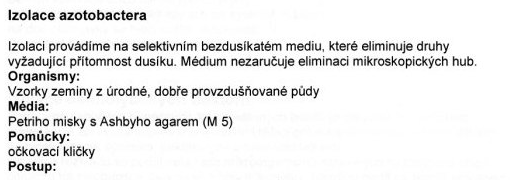 Izolace azotobactera
Izolaci provádíme na selektivním bezdusíkatém mediu, které eliminuje druhy
vyžadující přítomnost dusíku. Médium nezaručuje eliminaci mikroskopických hub.
Organismy:
Vzorky zeminy z úrodné, dobře provzdušňované půdy
Média:
Petriho misky s Ashbyho agarem (M 5)
Pomůcky:
očkovací kličky
Postup: